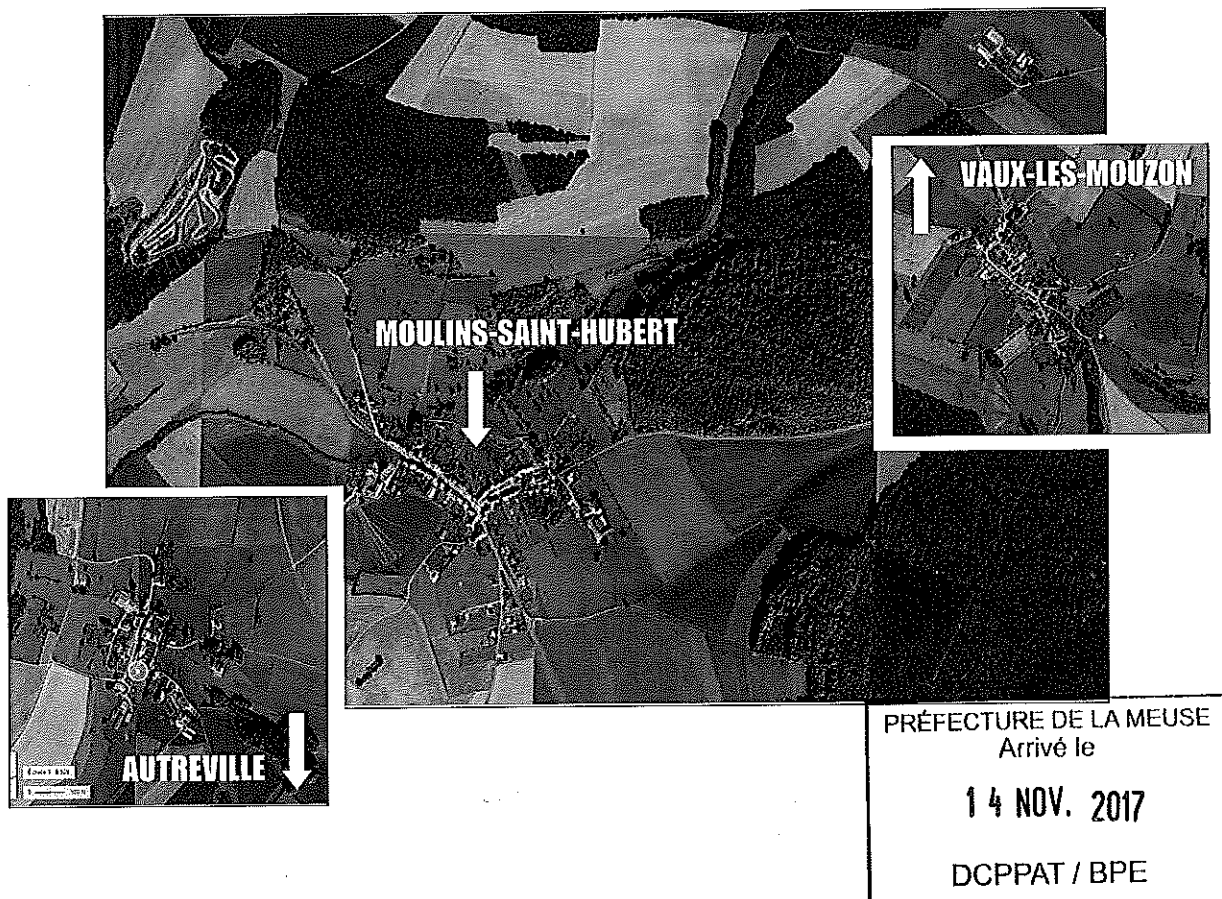 VAUX-LES-MOUZON
MOULINS-SAINT-HUBERT
AUTREVILLE
PRÉFECTURE DE LA MEUSE
Arrivé le
14 NOV. 2017
DCPPAT / BPE